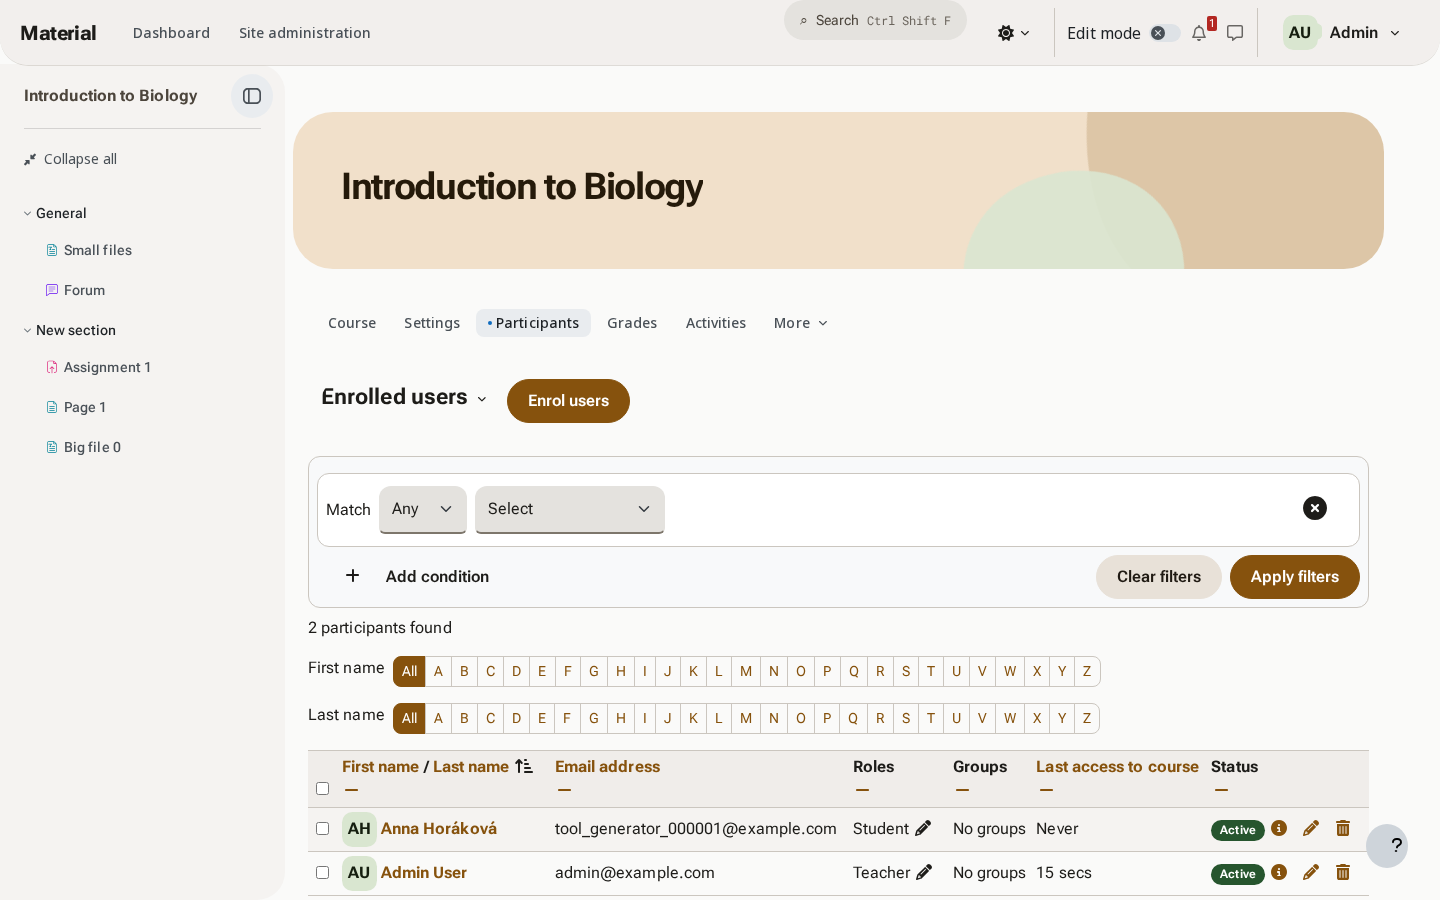 Material Dashboard Site administration Search Ctrl Shift F Edit mode 1 AU Admin
Introduction to Biology
Collapse all
General
Small files
Forum
New section
Assignment 1
Page 1
Big file 0
Introduction to Biology
Course Settings Participants Grades Activities More
Enrolled users Enrol users
Match Any Select
Add condition Clear filters Apply filters
2 participants found
First name All A B C D E F G H I J K L M N O P Q R S T U V W X Y Z
Last name All A B C D E F G H I J K L M N O P Q R S T U V W X Y Z
First name / Last name Email address Roles Groups Last access to course Status
AH Anna Horáková tool_generator_000001@example.com Student No groups Never Active
AU Admin User admin@example.com Teacher No groups 15 secs Active
?